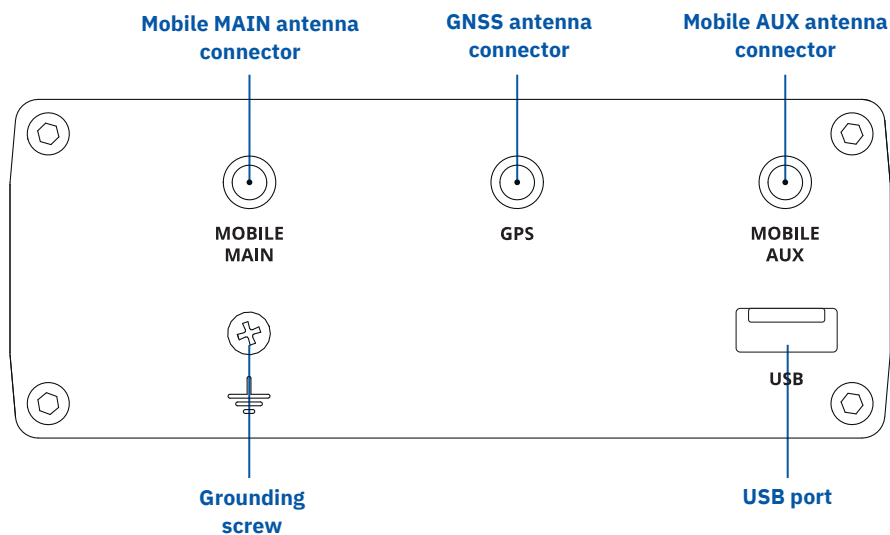 Mobile MAIN antenna
connector
GNSS antenna
connector
Mobile AUX antenna
connector
MOBILE
MAIN
GPS
MOBILE
AUX
USB
Grounding
screw
USB port